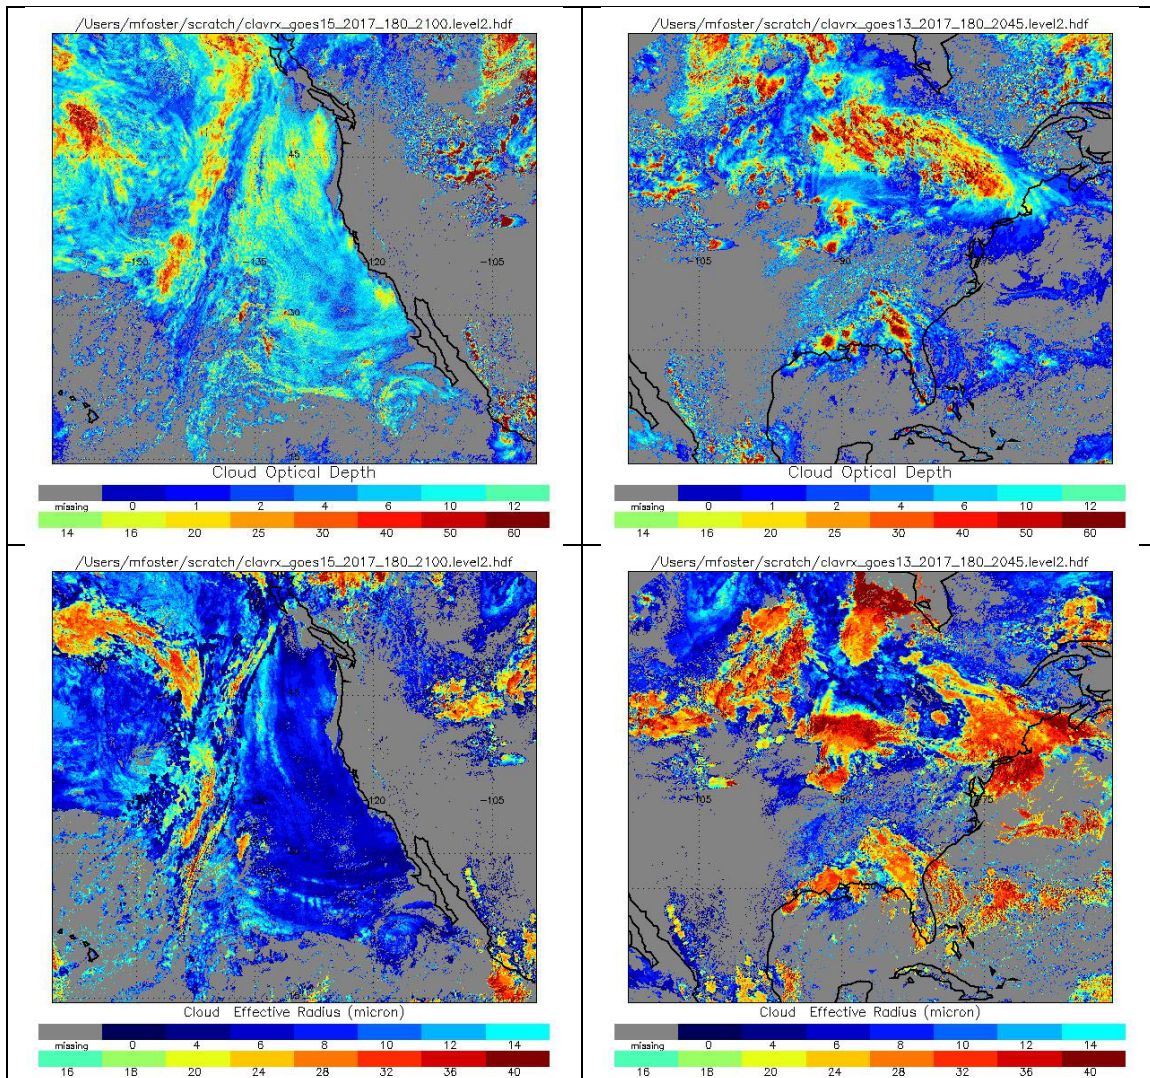 /Users/mfoster/scratch/clavrx_goes15_2017_180_2100.level2.hdf
45
-155
-135
-120
-105
30
15
Cloud Optical Depth
missing 0 1 2 4 10 12
14 16 20 25 30 40 50 60
/Users/mfoster/scratch/clavrx_goes13_2017_180_2045.level2.hdf
45
-105
-90
-75
Cloud Optical Depth
missing 0 1 2 4 6 10 12
14 16 20 25 30 40 50 60
/Users/mfoster/scratch/clavrx_goes15_2017_180_2100.level2.hdf
45
-120
-105
Cloud Effective Radius (micron)
missing 0 4 6 8 10 12 14
16 18 20 24 28 32 36 40
/Users/mfoster/scratch/clavrx_goes13_2017_180_2045.level2.hdf
-105
-75
Cloud Effective Radius (micron)
missing 0 4 6 8 10 12 14
16 18 20 24 28 32 36 40